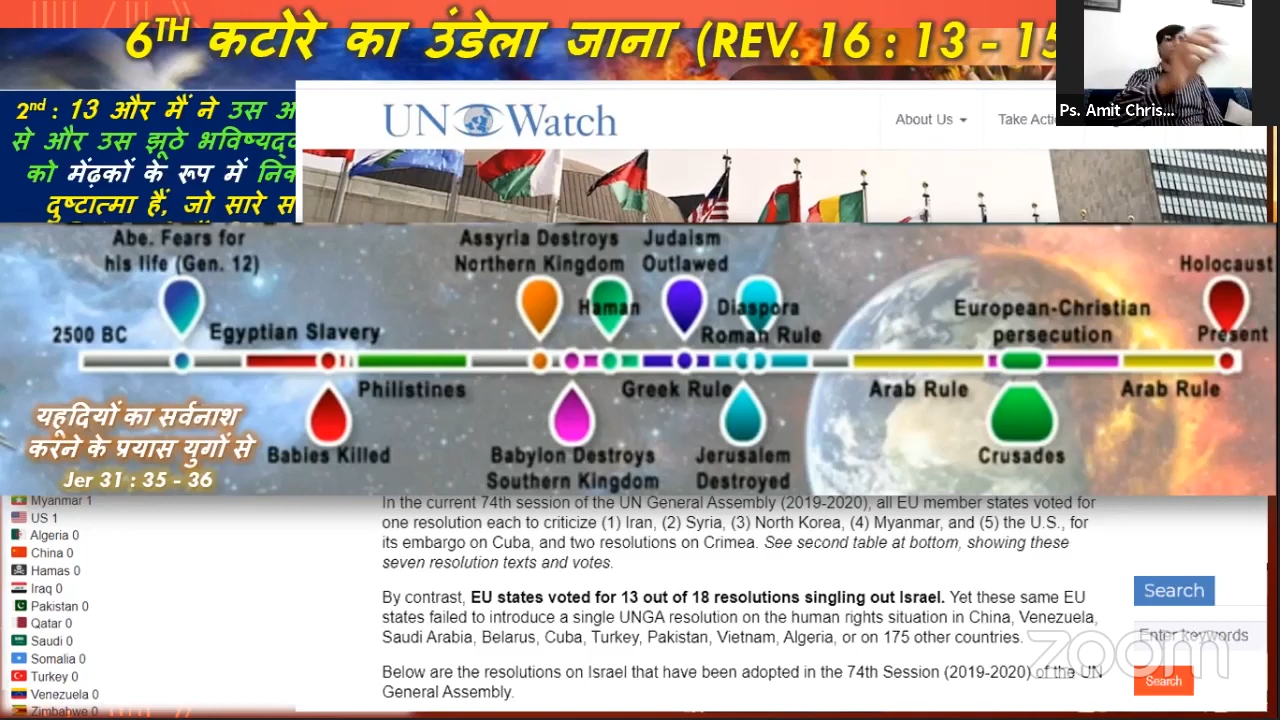 6TH कटोरे का उंडेला जाना (REV. 16 : 13 - 15
Ps. Amit Chris...
2nd : 13 और मैं ने उस
से और उस झूठे
को मेंढ़कों के रूप में
दुष्टात्मा हैं, जो सारे
UN Watch
About Us
Take
Abe. Fears for
his life (Gen. 12)
Assyria Destroys
Northern Kingdom
Judaism
Outlawed
Holocaust
2500 BC
Egyptian Slavery
Haman
Diaspora
Roman Rule
European-Christian
persecution
Present
Philistines
Greek Rule
Arab Rule
Arab Rule
Babies Killed
Babylon Destroys
Southern Kingdom
Jerusalem
Destroyed
Crusades
यहूदियों का सर्वनाश
करने के प्रयास युगों से
Jer 31 : 35 - 36
Myanmar 1
US 1
Algeria 0
China 0
Hamas 0
Iraq 0
Pakistan 0
Qatar 0
Saudi 0
Somalia 0
Turkey 0
Venezuela 0
Zimbabwe 0
In the current 74th session of the UN General Assembly (2019-2020), all EU member states voted for
one resolution each to criticize (1) Iran, (2) Syria, (3) North Korea, (4) Myanmar, and (5) the U.S., for
its embargo on Cuba, and two resolutions on Crimea. See second table at bottom, showing these
seven resolution texts and votes.
By contrast, EU states voted for 13 out of 18 resolutions singling out Israel. Yet these same EU
states failed to introduce a single UNGA resolution on the human rights situation in China, Venezuela,
Saudi Arabia, Belarus, Cuba, Turkey, Pakistan, Vietnam, Algeria, or on 175 other countries.
Below are the resolutions on Israel that have been adopted in the 74th Session (2019-2020) of the UN
General Assembly.
Search
Enter keywords
Search
zoom